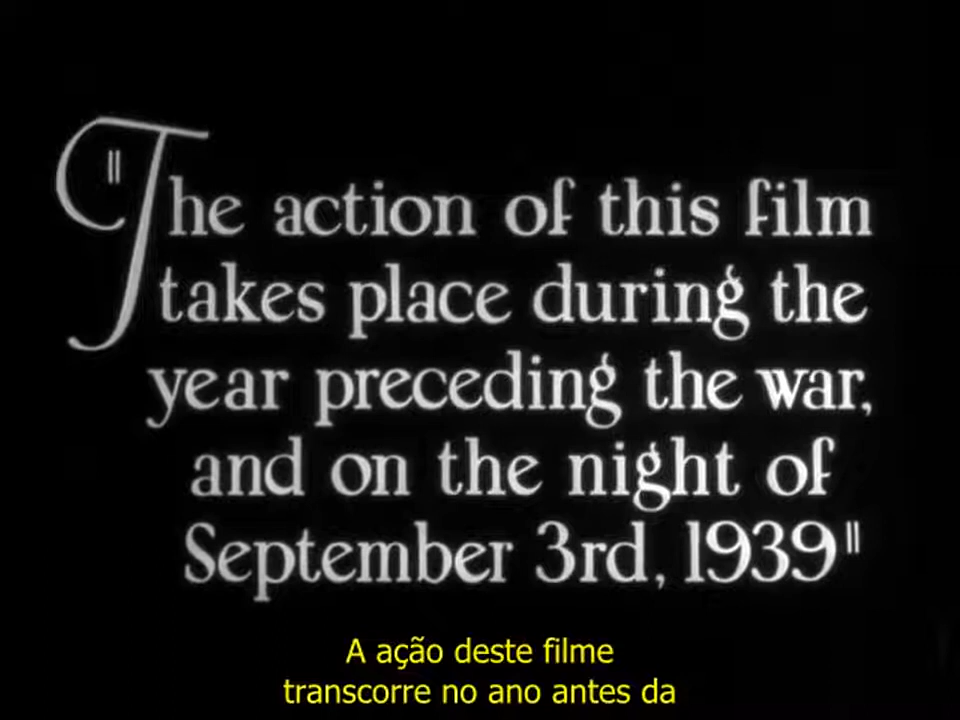 "The action of this film
takes place during the
year preceding the war,
and on the night of
September 3rd, 1939"
A ação deste filme
transcorre no ano antes da